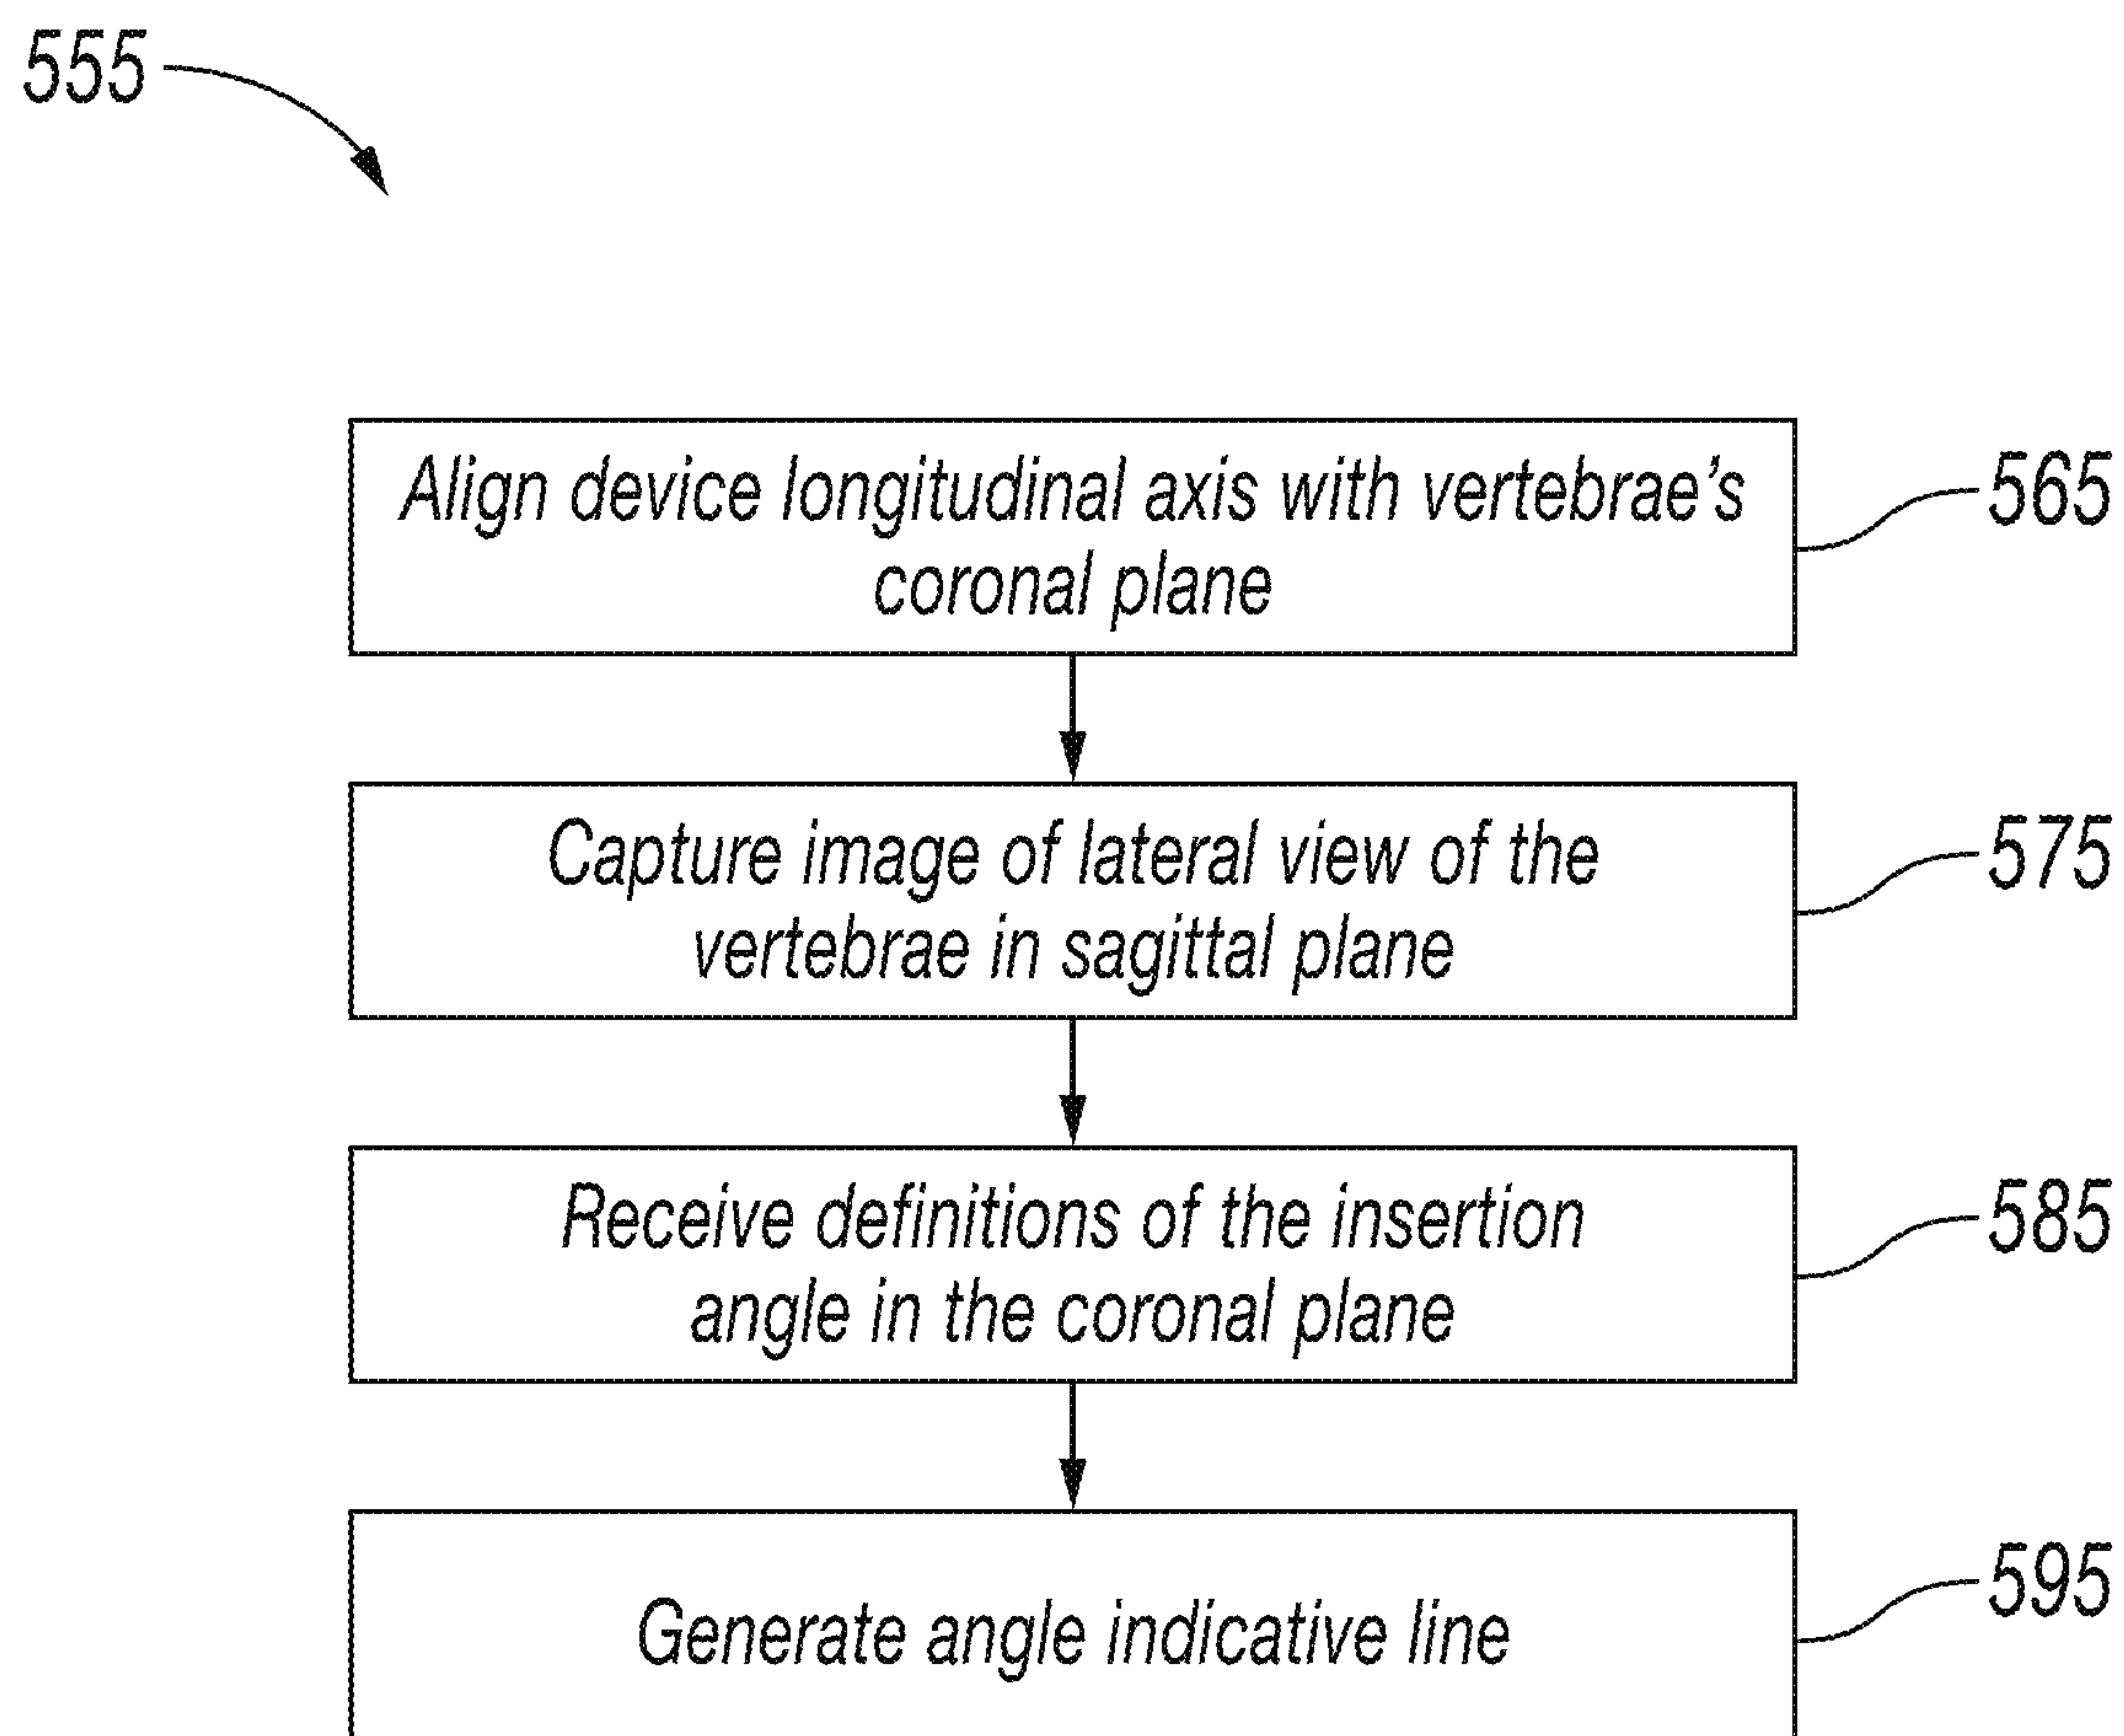 555
Align device longitudinal axis with vertebrae's
coronal plane
565
Capture image of lateral view of the
vertebrae in sagittal plane
575
Receive definitions of the insertion
angle in the coronal plane
585
Generate angle indicative line
595